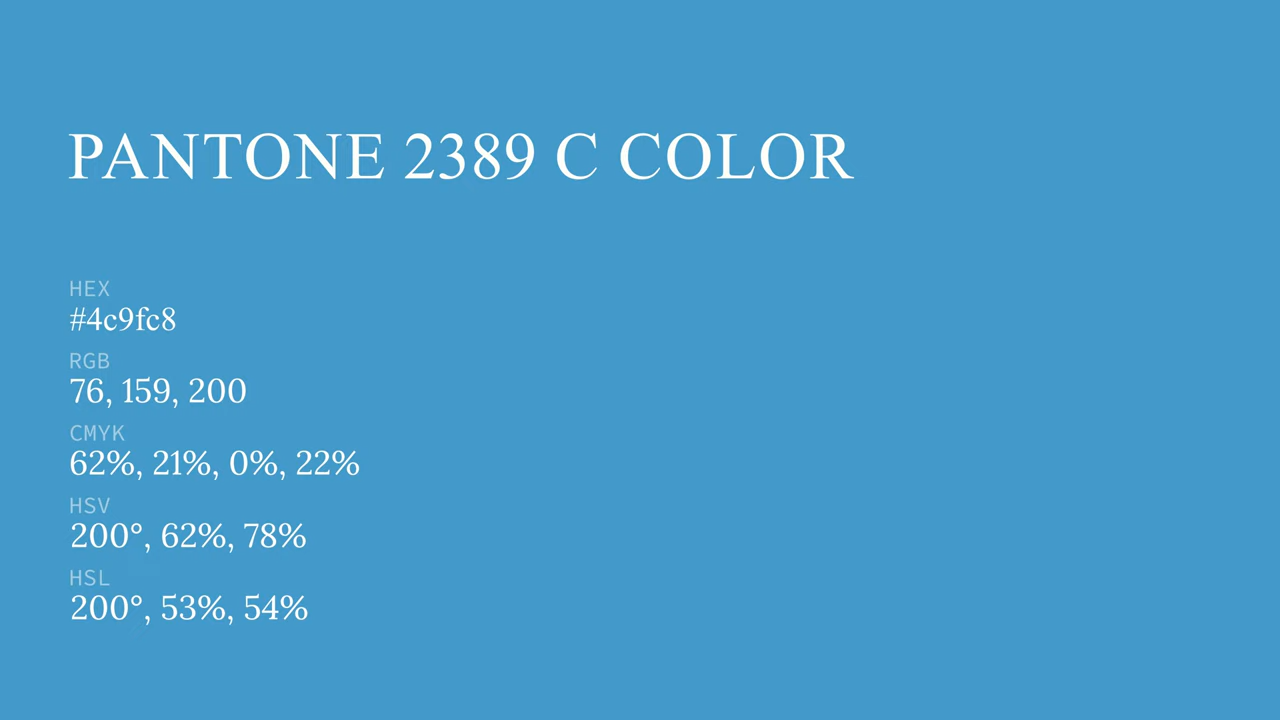 PANTONE 2389 C COLOR
HEX
#4c9fc8
RGB
76, 159, 200
CMYK
62%, 21%, 0%, 22%
HSV
200°, 62%, 78%
HSL
200°, 53%, 54%